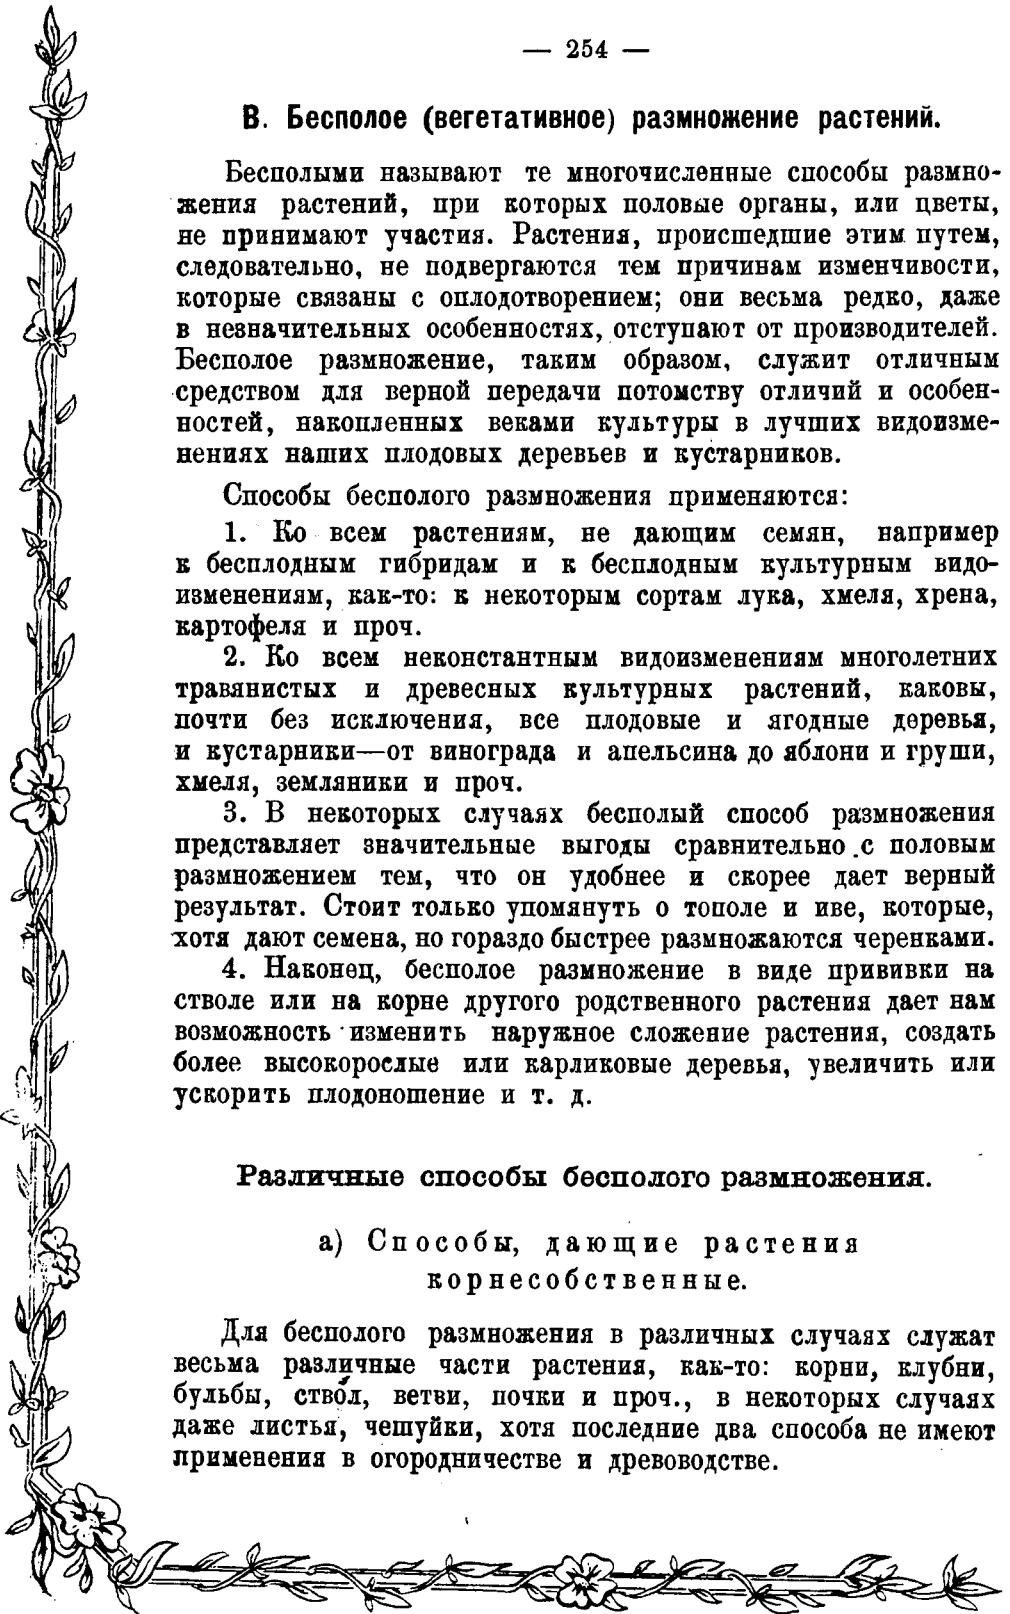 — 254 —
В. Бесполое (вегетативное) размножение растений.
Бесполыми называют те многочисленные способы размно-
жения растений, при которых половые органы, или цветы,
не принимают участия. Растения, происшедшие этим путем,
следовательно, не подвергаются тем причинам изменчивости,
которые связаны с оплодотворением; они весьма редко, даже
в незначительных особенностях, отступают от производителей.
Бесполое размножение, таким образом, служит отличным
средством для верной передачи потомству отличий и особен-
ностей, накопленных веками культуры в лучших видоизме-
нениях наших плодовых деревьев и кустарников.
Способы бесполого размножения применяются:
1. Ко всем растениям, не дающим семян, например
к бесплодным гибридам и к бесплодным культурным видо-
изменениям, как-то: к некоторым сортам лука, хмеля, хрена,
картофеля и проч.
2. Ко всем неконстантным видоизменениям многолетних
травянистых и древесных культурных растений, каковы,
почти без исключения, все плодовые и ягодные деревья,
и кустарники—от винограда и апельсина до яблони и груши,
хмеля, земляники и проч.
3. В некоторых случаях бесполый способ размножения
представляет значительные выгоды сравнительно с половым
размножением тем, что он удобнее и скорее дает верный
результат. Стоит только упомянуть о тополе и иве, которые,
хотя дают семена, но гораздо быстрее размножаются черенками.
4. Наконец, бесполое размножение в виде прививки на
стволе или на корне другого родственного растения дает нам
возможность изменить наружное сложение растения, создать
более высокорослые или карликовые деревья, увеличить или
ускорить плодоношение и т. д.
Различные способы бесполого размножения.
а) Способы, дающие растения
корнесобственные.
Для бесполого размножения в различных случаях служат
весьма различные части растения, как-то: корни, клубни,
бульбы, ствол, ветви, почки и проч., в некоторых случаях
даже листья, чешуйки, хотя последние два способа не имеют
применения в огородничестве и древоводстве.